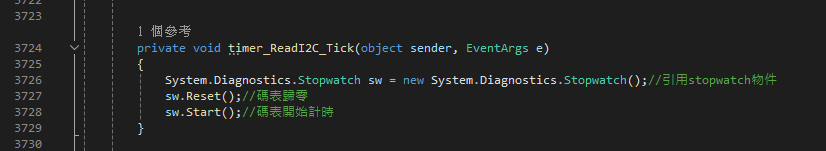 3722
3723
1 個參考
3724 private void timer_ReadI2C_Tick(object sender, EventArgs e)
3725 {
3726 System.Diagnostics.Stopwatch sw = new System.Diagnostics.Stopwatch();//引用stopwatch物件
3727 sw.Reset();//碼表歸零
3728 sw.Start();//碼表開始計時
3729 }
3730